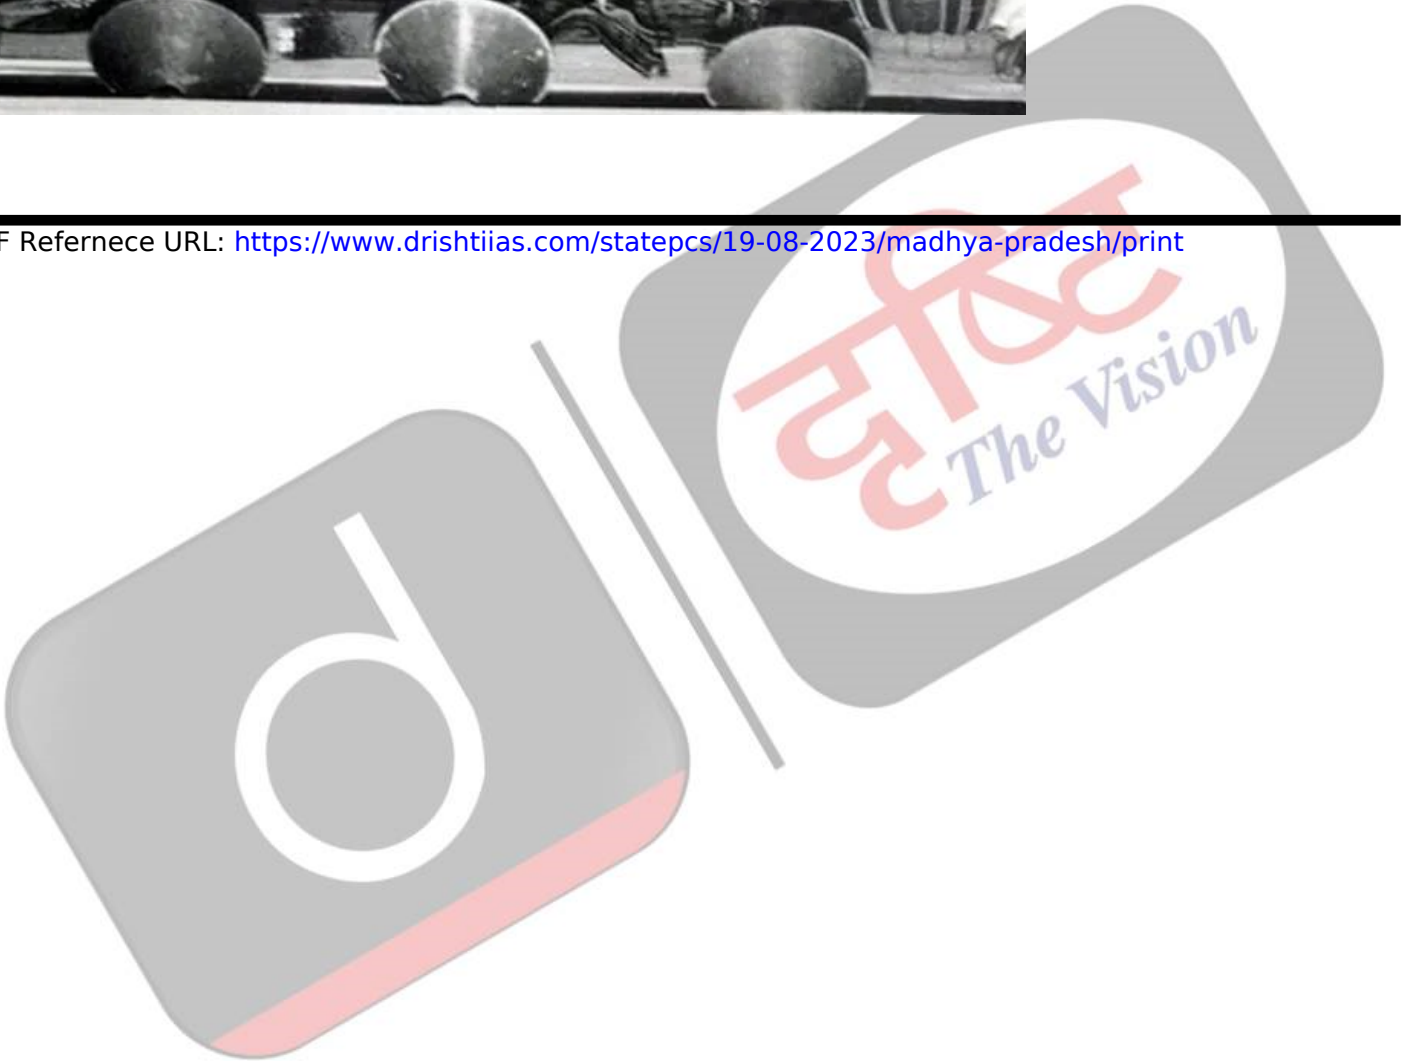 F Refernece URL: https://www.drishtiias.com/statepcs/19-08-2023/madhya-pradesh/print
दृष्टि
The Vision
d